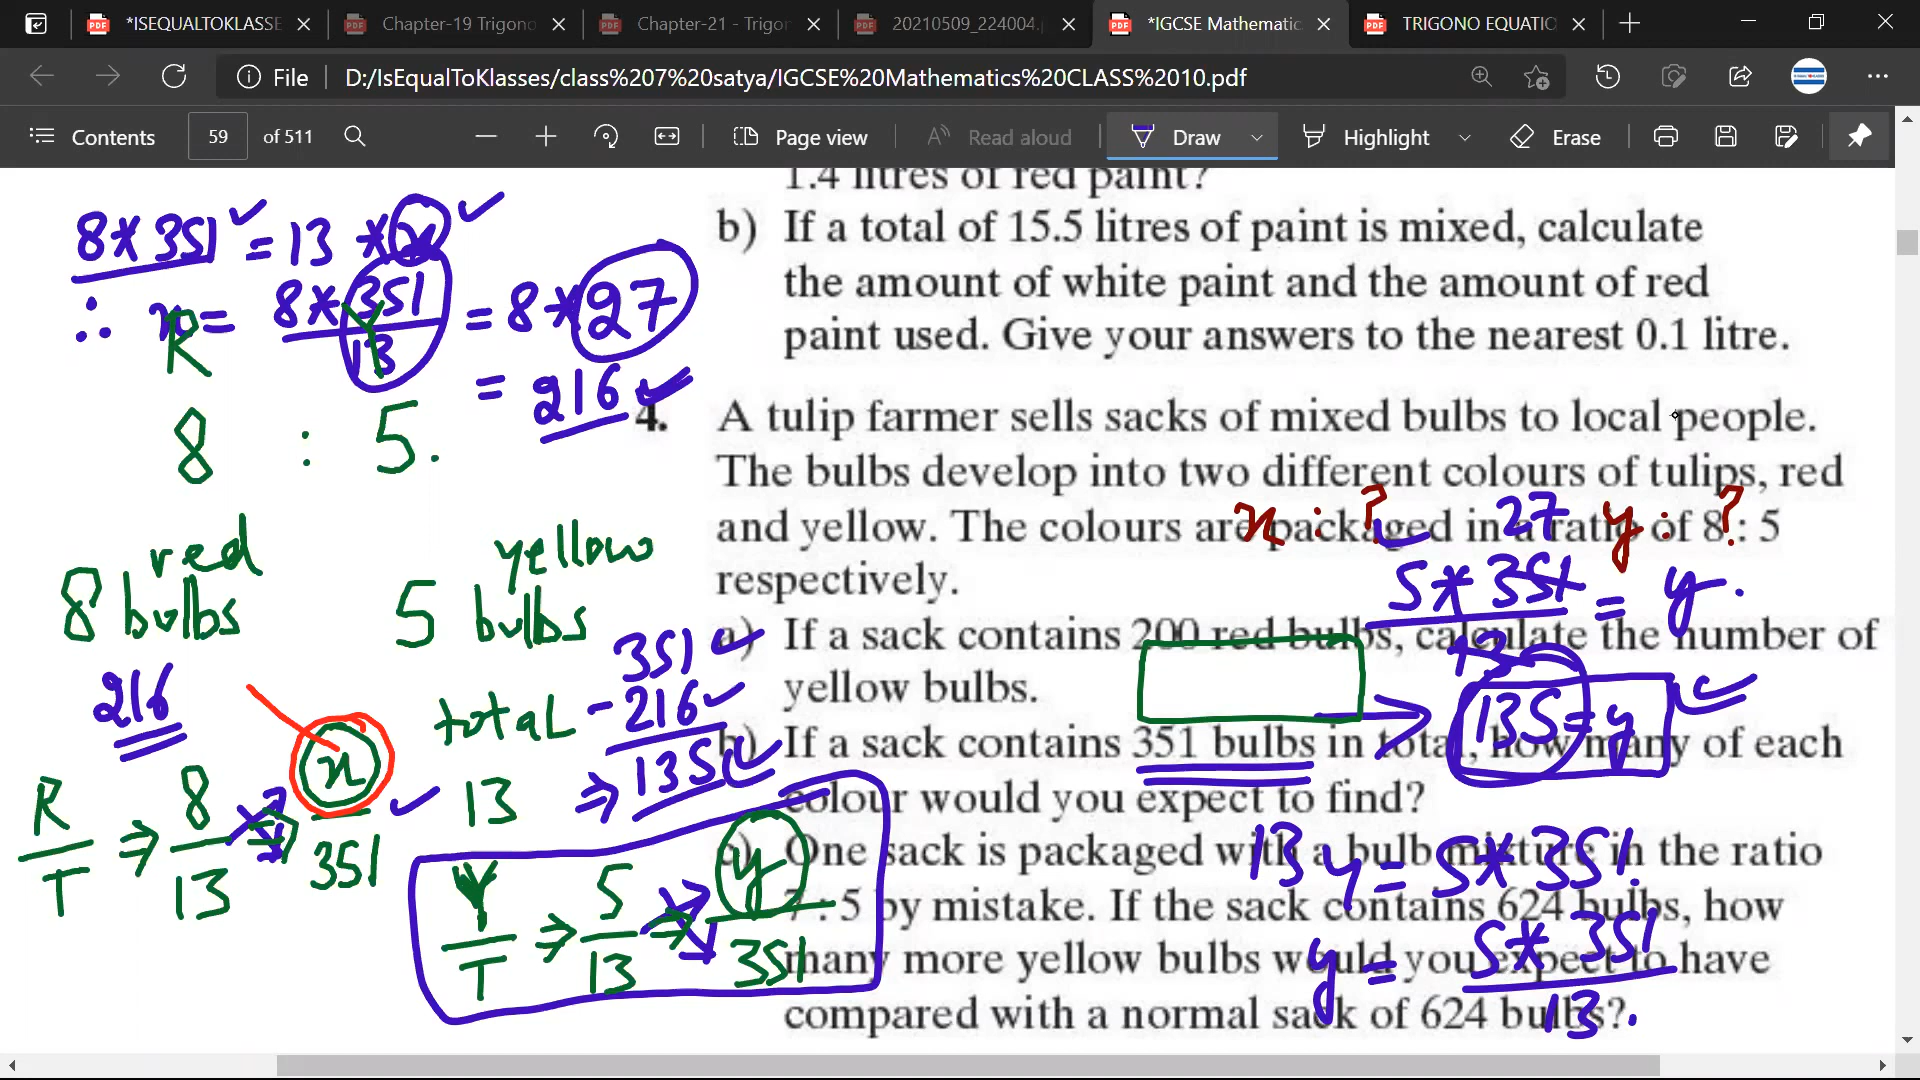 *ISEQUALTOKLASSE
Chapter-19 Trigono
Chapter-21 - Trigor
20210509_224004.p
*IGCSE Mathematic
TRIGONO EQUATIO
File D:/IsEqualToKlasses/class%207%20satya/IGCSE%20Mathematics%20CLASS%2010.pdf
Contents 59 of 511 Page view Read aloud Draw Highlight Erase
1.4 litres of red paint?
b) If a total of 15.5 litres of paint is mixed, calculate
the amount of white paint and the amount of red
paint used. Give your answers to the nearest 0.1 litre.
4. A tulip farmer sells sacks of mixed bulbs to local people.
The bulbs develop into two different colours of tulips, red
and yellow. The colours are packaged in a ratio of 8 : 5
respectively.
a) If a sack contains 200 red bulbs, calculate the number of
yellow bulbs.
b) If a sack contains 351 bulbs in total, how many of each
colour would you expect to find?
c) One sack is packaged with a bulb mixture in the ratio
7 : 5 by mistake. If the sack contains 624 bulbs, how
many more yellow bulbs would you expect to have
compared with a normal sack of 624 bulbs?
8*351 = 13 *x
∴ x = 8*351/13 = 8*27
= 216
R Y
8 : 5.
8 red bulbs 5 yellow bulbs
216 total
13
351
-216
⇒ 135
R/T ⇒ 8/13 ⇒ x/351
Y/T ⇒ 5/13 ⇒ y/351
x : ? y : ?
27
5*351/13 = y.
135 = y
13y = 5*351.
y = 5*351/13.